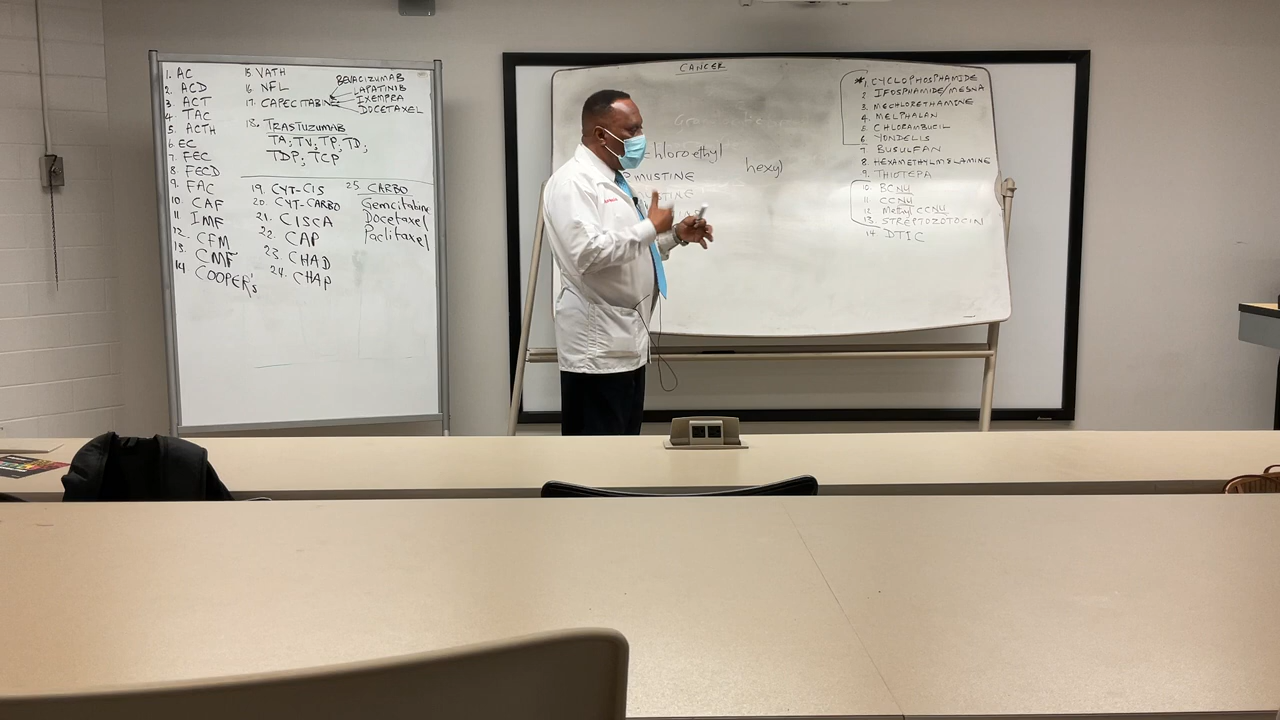 1. AC
2. ACD
3 ACT
4 TAC
5. ACTH
6 EC
7. FEC
8. FECD
9. FAC
10 CAF
11 IMF
12. CFM
13. CMF
14 COOPER'S
15 VATH
16 NFL
17. CAPECITABINE
BEVACIZUMAB
LAPATINIB
IXEMPRA
DOCETAXEL
18. TRASTUZUMAB
TA, TV, TP, TD,
TDP, TCP
19. CYT-CIS
20. CYT-CARBO
21. CISCA
22. CAP
23. CHAD
24. CHAP
25 CARBO
Gemcitabine
Docetaxel
Paclitaxel
CANCER
chloroethyl
hexyl
MUSTINE
*1 CYCLOPHOSPHAMIDE
2 IFOSPHAMIDE/MESNA
3. MECHLORETHAMINE
4. MELPHALAN
5 CHLORAMBUCIL
6. YONDELIS
7. BUSULFAN
8. HEXAMETHYLMELAMINE
9. THIOTEPA
10. BCNU
11. CCNU
12 Methyl CCNU
13. STREPTOZOTOCIN
14 DTIC